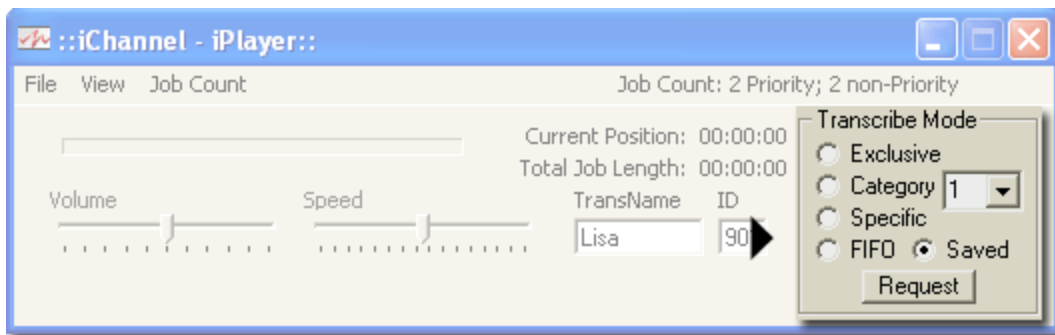 ::iChannel - iPlayer::
File View Job Count Job Count: 2 Priority; 2 non-Priority
Current Position: 00:00:00
Total Job Length: 00:00:00
Volume Speed TransName ID
Lisa 90
Transcribe Mode
Exclusive
Category 1
Specific
FIFO Saved
Request